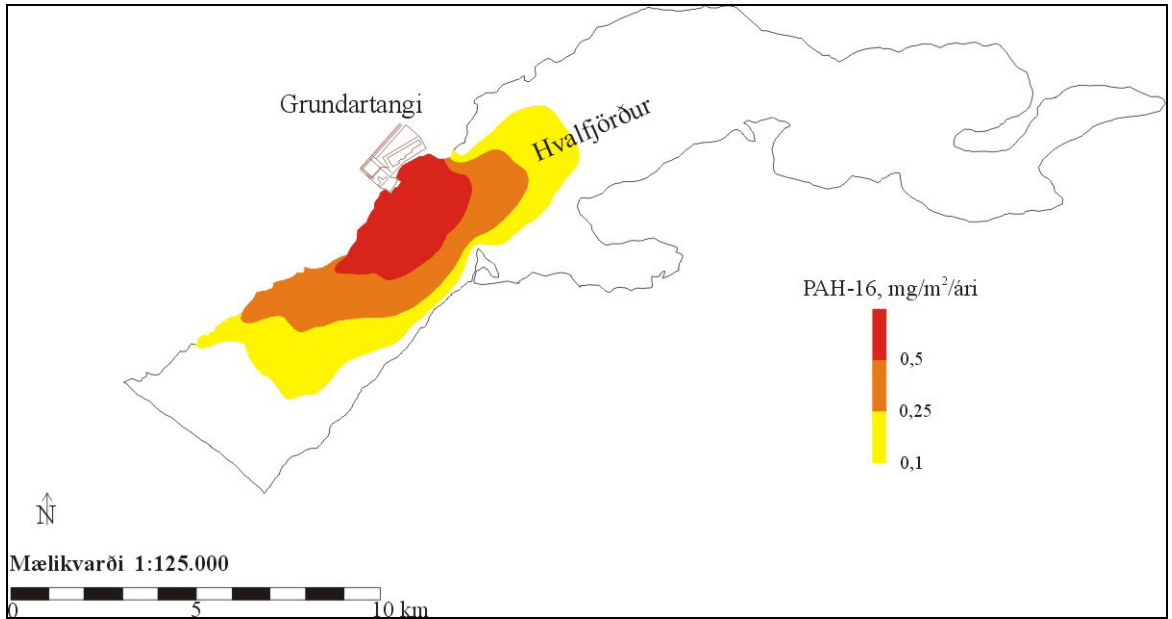 Grundartangi
Hvalfjörður
PAH-16, mg/m²/ári
0,5
0,25
0,1
N
Mælikvarði 1:125.000
0 5 10 km